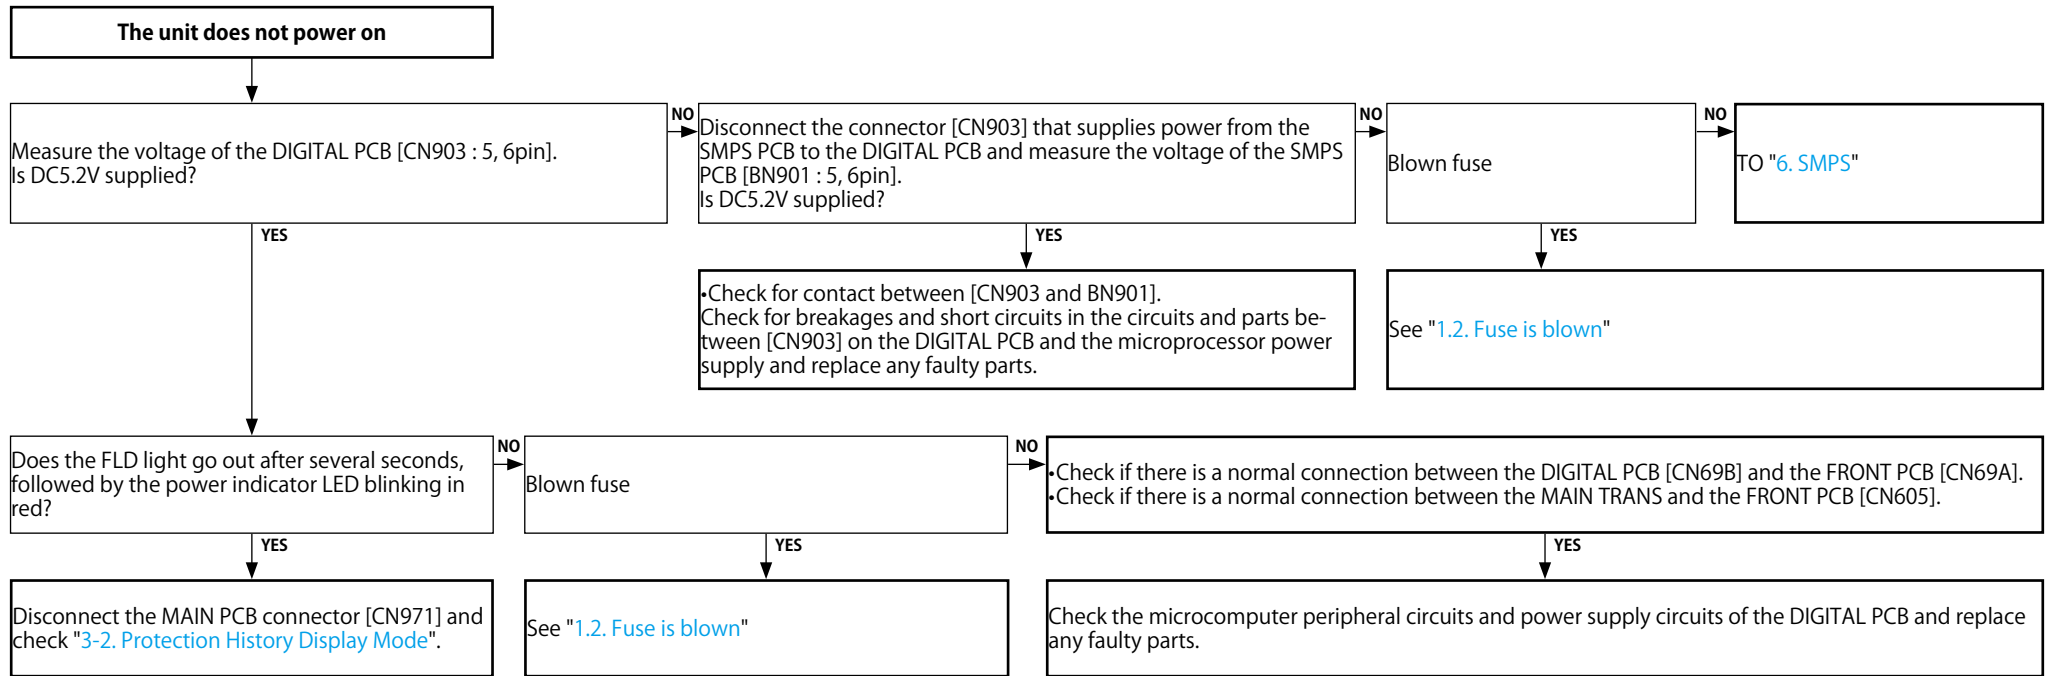 The unit does not power on
Measure the voltage of the DIGITAL PCB [CN903 : 5, 6pin].
Is DC5.2V supplied?
NO
Disconnect the connector [CN903] that supplies power from the
SMPS PCB to the DIGITAL PCB and measure the voltage of the SMPS
PCB [BN901 : 5, 6pin].
Is DC5.2V supplied?
NO
Blown fuse
NO
TO "6. SMPS"
YES
YES
YES
•Check for contact between [CN903 and BN901].
Check for breakages and short circuits in the circuits and parts be-
tween [CN903] on the DIGITAL PCB and the microprocessor power
supply and replace any faulty parts.
See "1.2. Fuse is blown"
Does the FLD light go out after several seconds,
followed by the power indicator LED blinking in
red?
NO
Blown fuse
NO
•Check if there is a normal connection between the DIGITAL PCB [CN69B] and the FRONT PCB [CN69A].
•Check if there is a normal connection between the MAIN TRANS and the FRONT PCB [CN605].
YES
YES
YES
Disconnect the MAIN PCB connector [CN971] and
check "3-2. Protection History Display Mode".
See "1.2. Fuse is blown"
Check the microcomputer peripheral circuits and power supply circuits of the DIGITAL PCB and replace
any faulty parts.